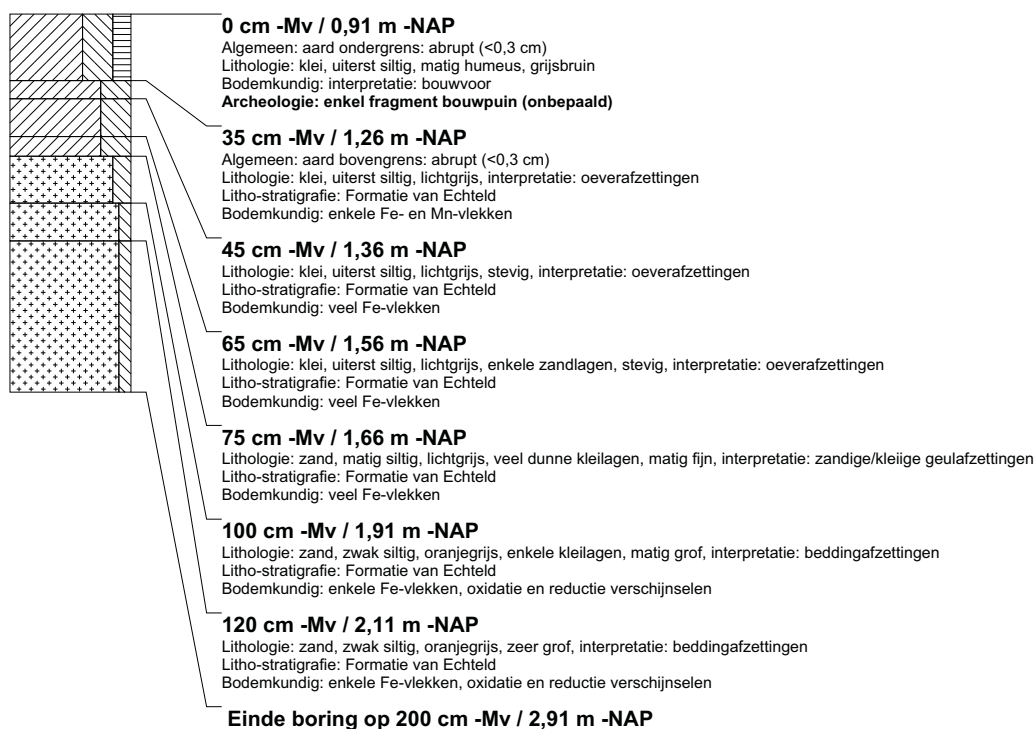 0 cm -Mv / 0,91 m -NAP
Algemeen: aard ondergrens: abrupt (<0,3 cm)
Lithologie: klei, uiterst siltig, matig humeus, grijsbruin
Bodemkundig: interpretatie: bouwvoor
Archeologie: enkel fragment bouwpuin (onbepaald)
35 cm -Mv / 1,26 m -NAP
Algemeen: aard bovengrens: abrupt (<0,3 cm)
Lithologie: klei, uiterst siltig, lichtgrijs, interpretatie: oeverafzettingen
Litho-stratigrafie: Formatie van Echteld
Bodemkundig: enkele Fe- en Mn-vlekken
45 cm -Mv / 1,36 m -NAP
Lithologie: klei, uiterst siltig, lichtgrijs, stevig, interpretatie: oeverafzettingen
Litho-stratigrafie: Formatie van Echteld
Bodemkundig: veel Fe-vlekken
65 cm -Mv / 1,56 m -NAP
Lithologie: klei, uiterst siltig, lichtgrijs, enkele zandlagen, stevig, interpretatie: oeverafzettingen
Litho-stratigrafie: Formatie van Echteld
Bodemkundig: veel Fe-vlekken
75 cm -Mv / 1,66 m -NAP
Lithologie: zand, matig siltig, lichtgrijs, veel dunne kleilagen, matig fijn, interpretatie: zandige/kleiige geulafzettingen
Litho-stratigrafie: Formatie van Echteld
Bodemkundig: veel Fe-vlekken
100 cm -Mv / 1,91 m -NAP
Lithologie: zand, zwak siltig, oranjegrijs, enkele kleilagen, matig grof, interpretatie: beddingafzettingen
Litho-stratigrafie: Formatie van Echteld
Bodemkundig: enkele Fe-vlekken, oxidatie en reductie verschijnselen
120 cm -Mv / 2,11 m -NAP
Lithologie: zand, zwak siltig, oranjegrijs, zeer grof, interpretatie: beddingafzettingen
Litho-stratigrafie: Formatie van Echteld
Bodemkundig: enkele Fe-vlekken, oxidatie en reductie verschijnselen
Einde boring op 200 cm -Mv / 2,91 m -NAP